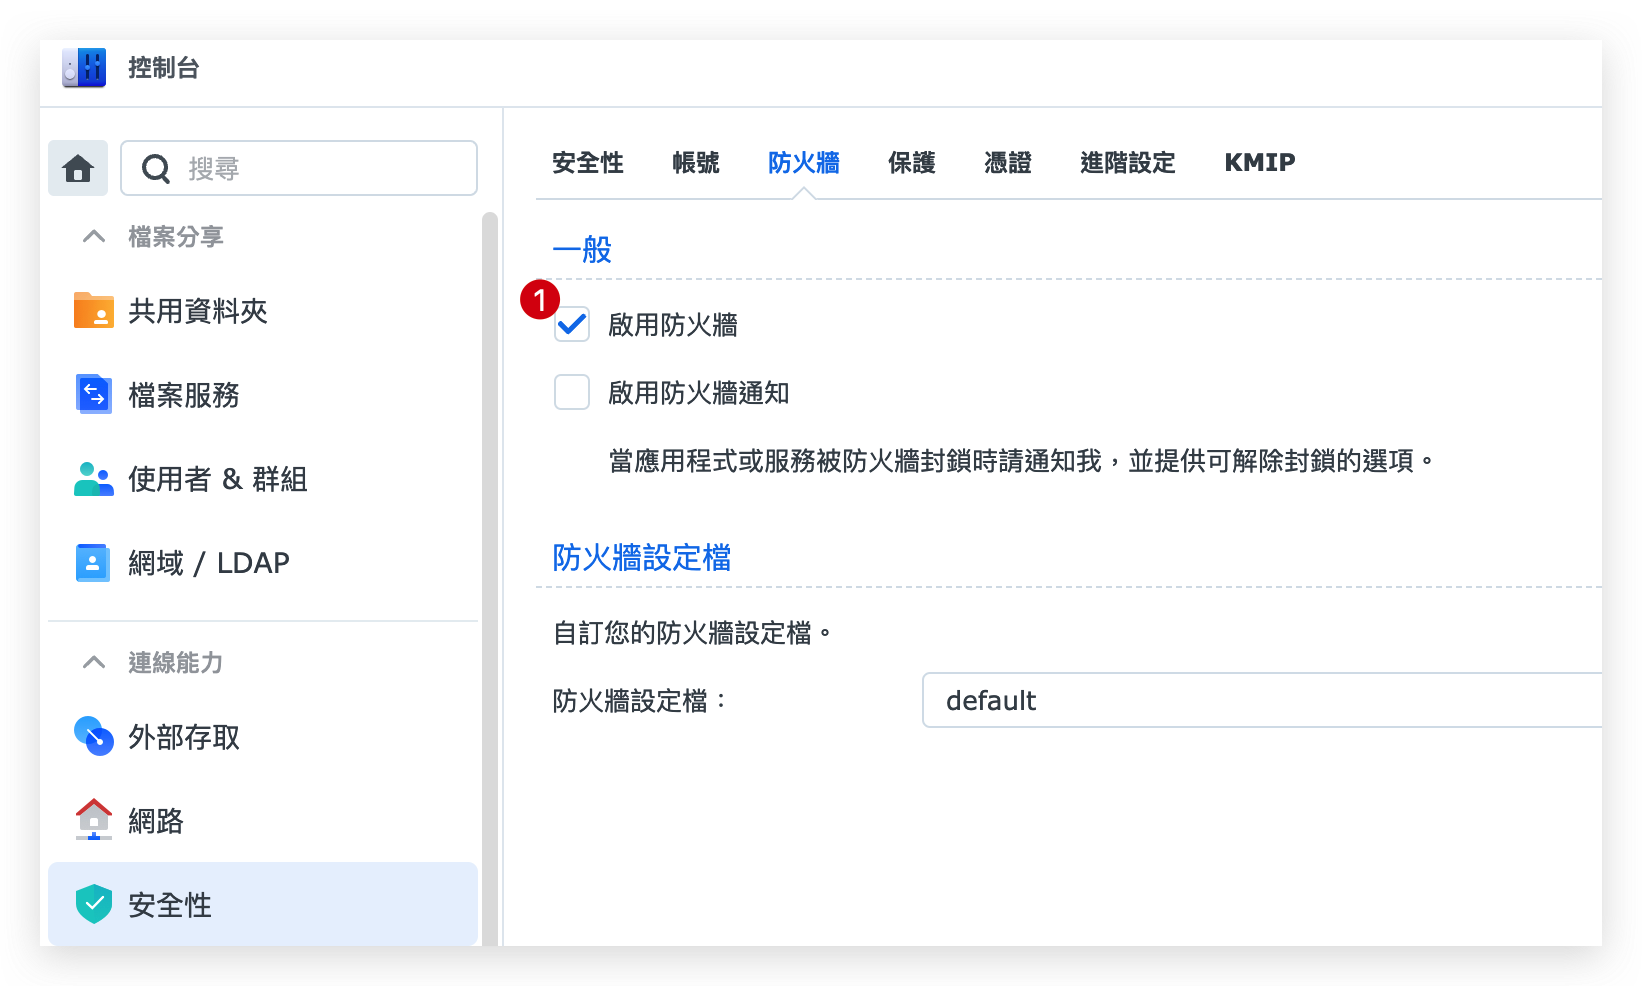 控制台
搜尋
檔案分享
共用資料夾
檔案服務
使用者 & 群組
網域 / LDAP
連線能力
外部存取
網路
安全性
安全性 帳號 防火牆 保護 憑證 進階設定 KMIP
一般
1
啟用防火牆
啟用防火牆通知
當應用程式或服務被防火牆封鎖時請通知我，並提供可解除封鎖的選項。
防火牆設定檔
自訂您的防火牆設定檔。
防火牆設定檔： default